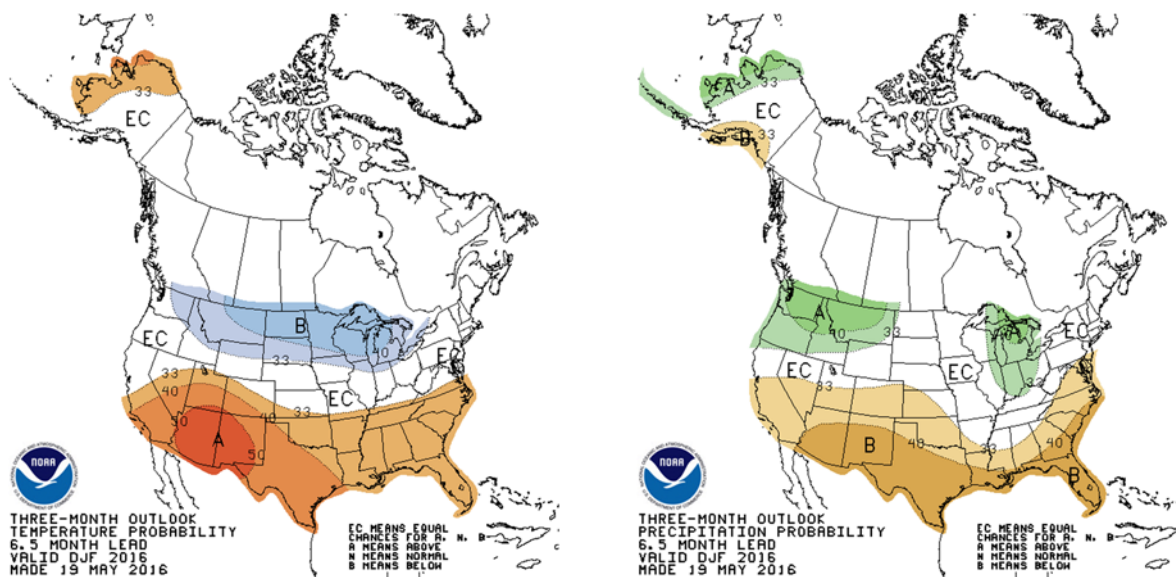 A
33
EC
B
EC
40
33
EC
33
40
EC
40
33
50
A
50
NOAA
THREE-MONTH OUTLOOK
TEMPERATURE PROBABILITY
6.5 MONTH LEAD
VALID DJF 2016
MADE 19 MAY 2016
EC MEANS EQUAL
CHANCES FOR A, N, B
A MEANS ABOVE
N MEANS NORMAL
B MEANS BELOW
A
33
EC
33
B
A
40
33
A
40
EC
EC
EC
33
33
40
B
40
33
B
NOAA
THREE-MONTH OUTLOOK
PRECIPITATION PROBABILITY
6.5 MONTH LEAD
VALID DJF 2016
MADE 19 MAY 2016
EC MEANS EQUAL
CHANCES FOR A, N, B
A MEANS ABOVE
N MEANS NORMAL
B MEANS BELOW